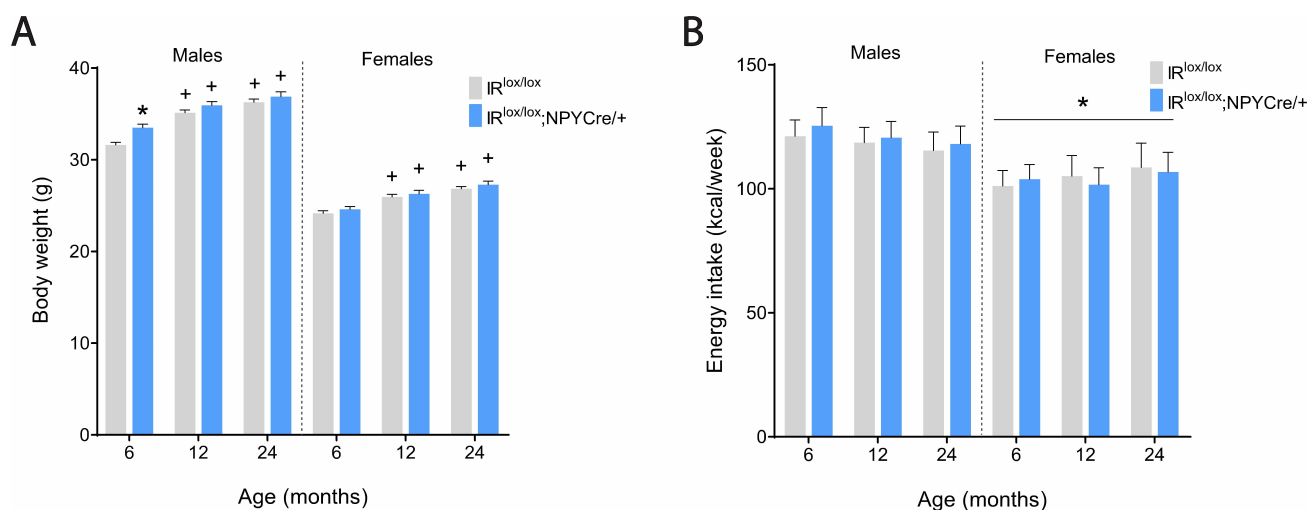 A
Males
Females
IRlox/lox
IRlox/lox;NPYCre/+
40
30
20
10
0
Body weight (g)
*
+
+
+
+
+
+
+
+
6
12
24
6
12
24
Age (months)
B
Males
Females
IRlox/lox
IRlox/lox;NPYCre/+
150
100
50
0
Energy intake (kcal/week)
*
6
12
24
6
12
24
Age (months)